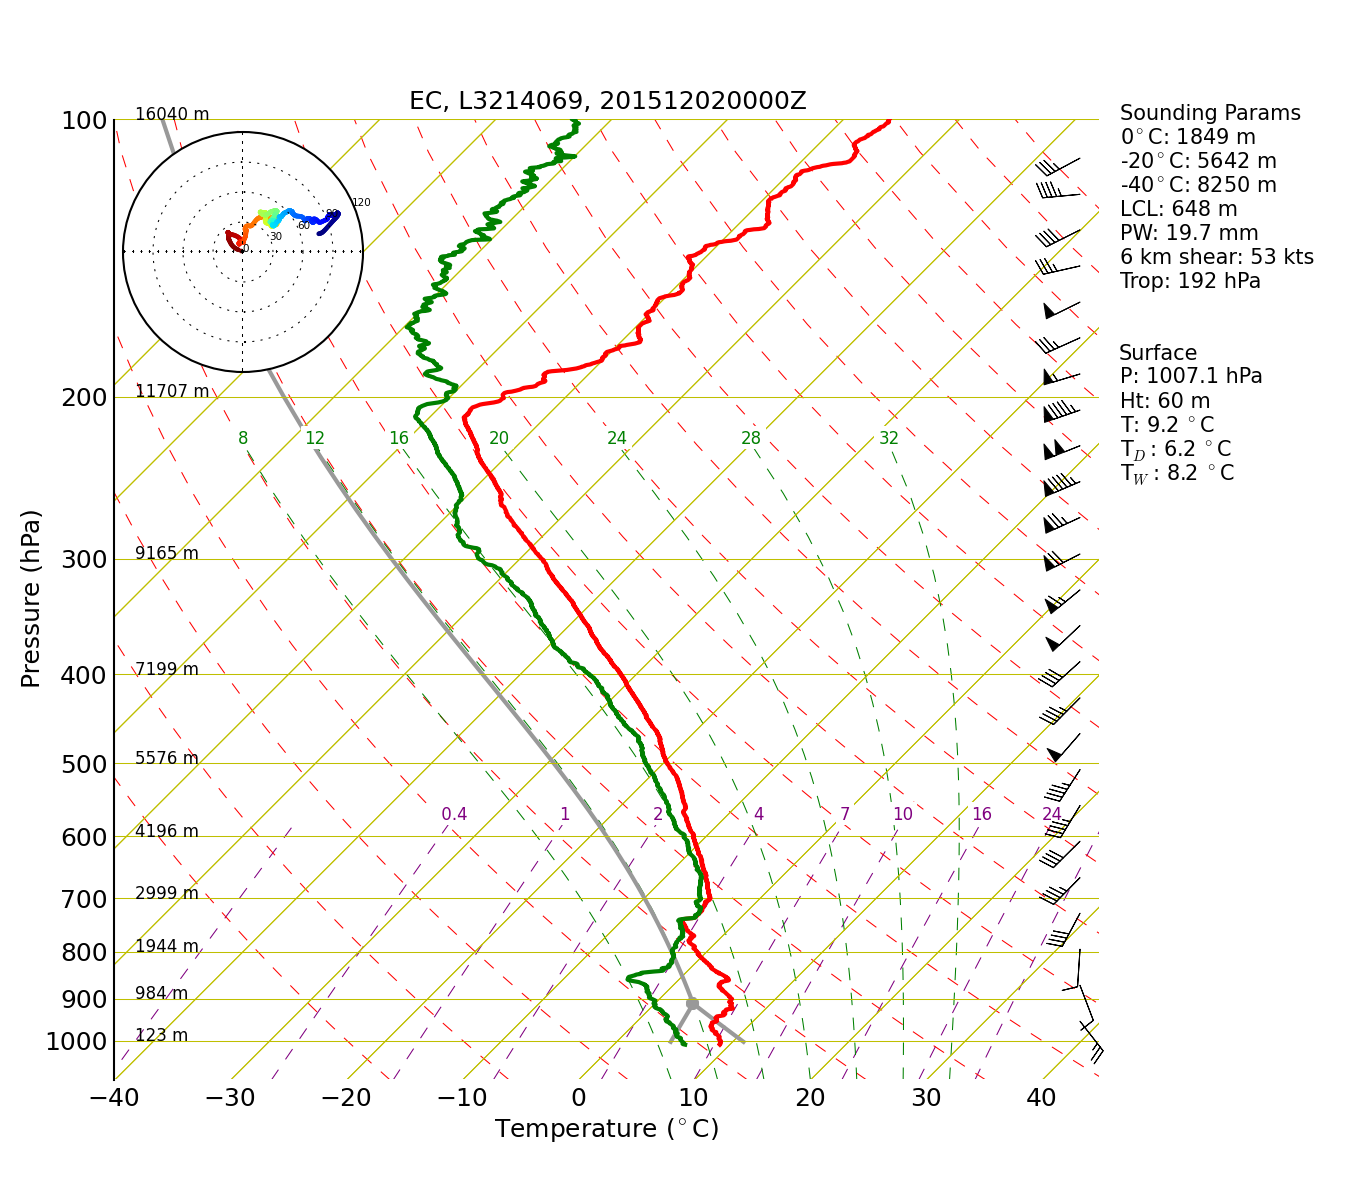 EC, L3214069, 201512020000Z
Sounding Params
0°C: 1849 m
-20°C: 5642 m
-40°C: 8250 m
LCL: 648 m
PW: 19.7 mm
6 km shear: 53 kts
Trop: 192 hPa
Surface
P: 1007.1 hPa
Ht: 60 m
T: 9.2 °C
T_D : 6.2 °C
T_W : 8.2 °C
Pressure (hPa)
100
200
300
400
500
600
700
800
900
1000
16040 m
11707 m
9165 m
7199 m
5576 m
4196 m
2999 m
1944 m
984 m
123 m
0
30
60
90
120
8 12 16 20 24 28 32
0.4 1 2 4 7 10 16 24
−40 −30 −20 −10 0 10 20 30 40
Temperature (°C)